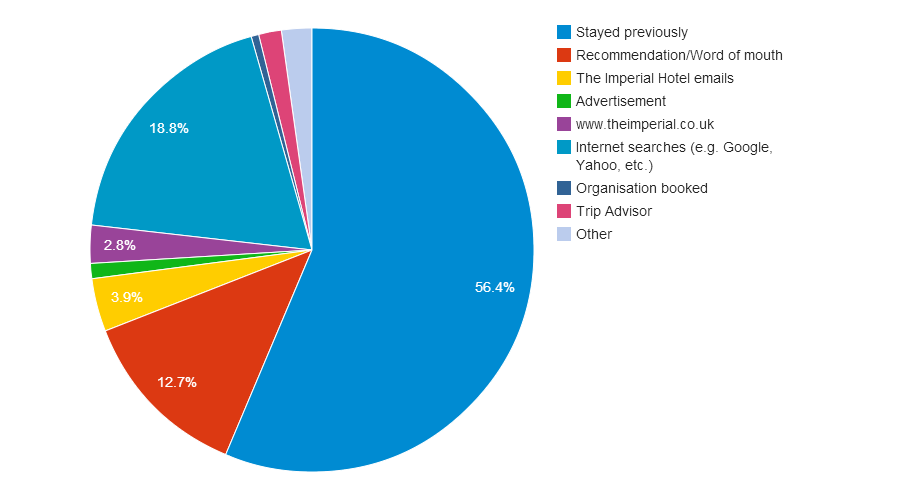 Stayed previously
Recommendation/Word of mouth
The Imperial Hotel emails
Advertisement
www.theimperial.co.uk
Internet searches (e.g. Google,
Yahoo, etc.)
Organisation booked
Trip Advisor
Other
18.8%
2.8%
3.9%
12.7%
56.4%